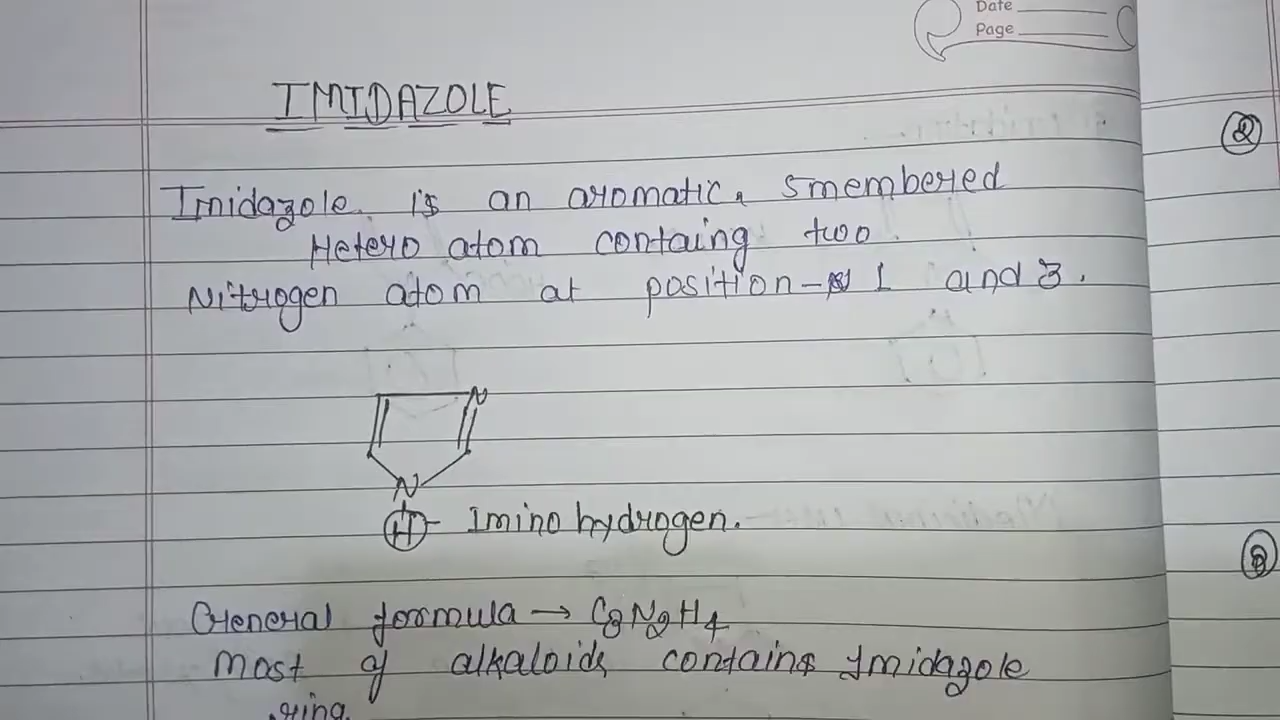 Date
Page
IMIDAZOLE
2
Imidazole is an aromatic, 5membered
Hetero atom containg two
Nitrogen atom at position- 1 and 3.
N
N
H - Imino hydrogen.
3
General formula → C3N2H4
Most of alkaloids contains Imidazole
ring.